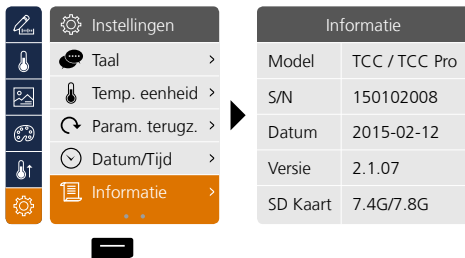 Instellingen
Taal
Temp. eenheid
Param. terugz.
Datum/Tijd
Informatie
Informatie
Model TCC / TCC Pro
S/N 150102008
Datum 2015-02-12
Versie 2.1.07
SD Kaart 7.4G/7.8G